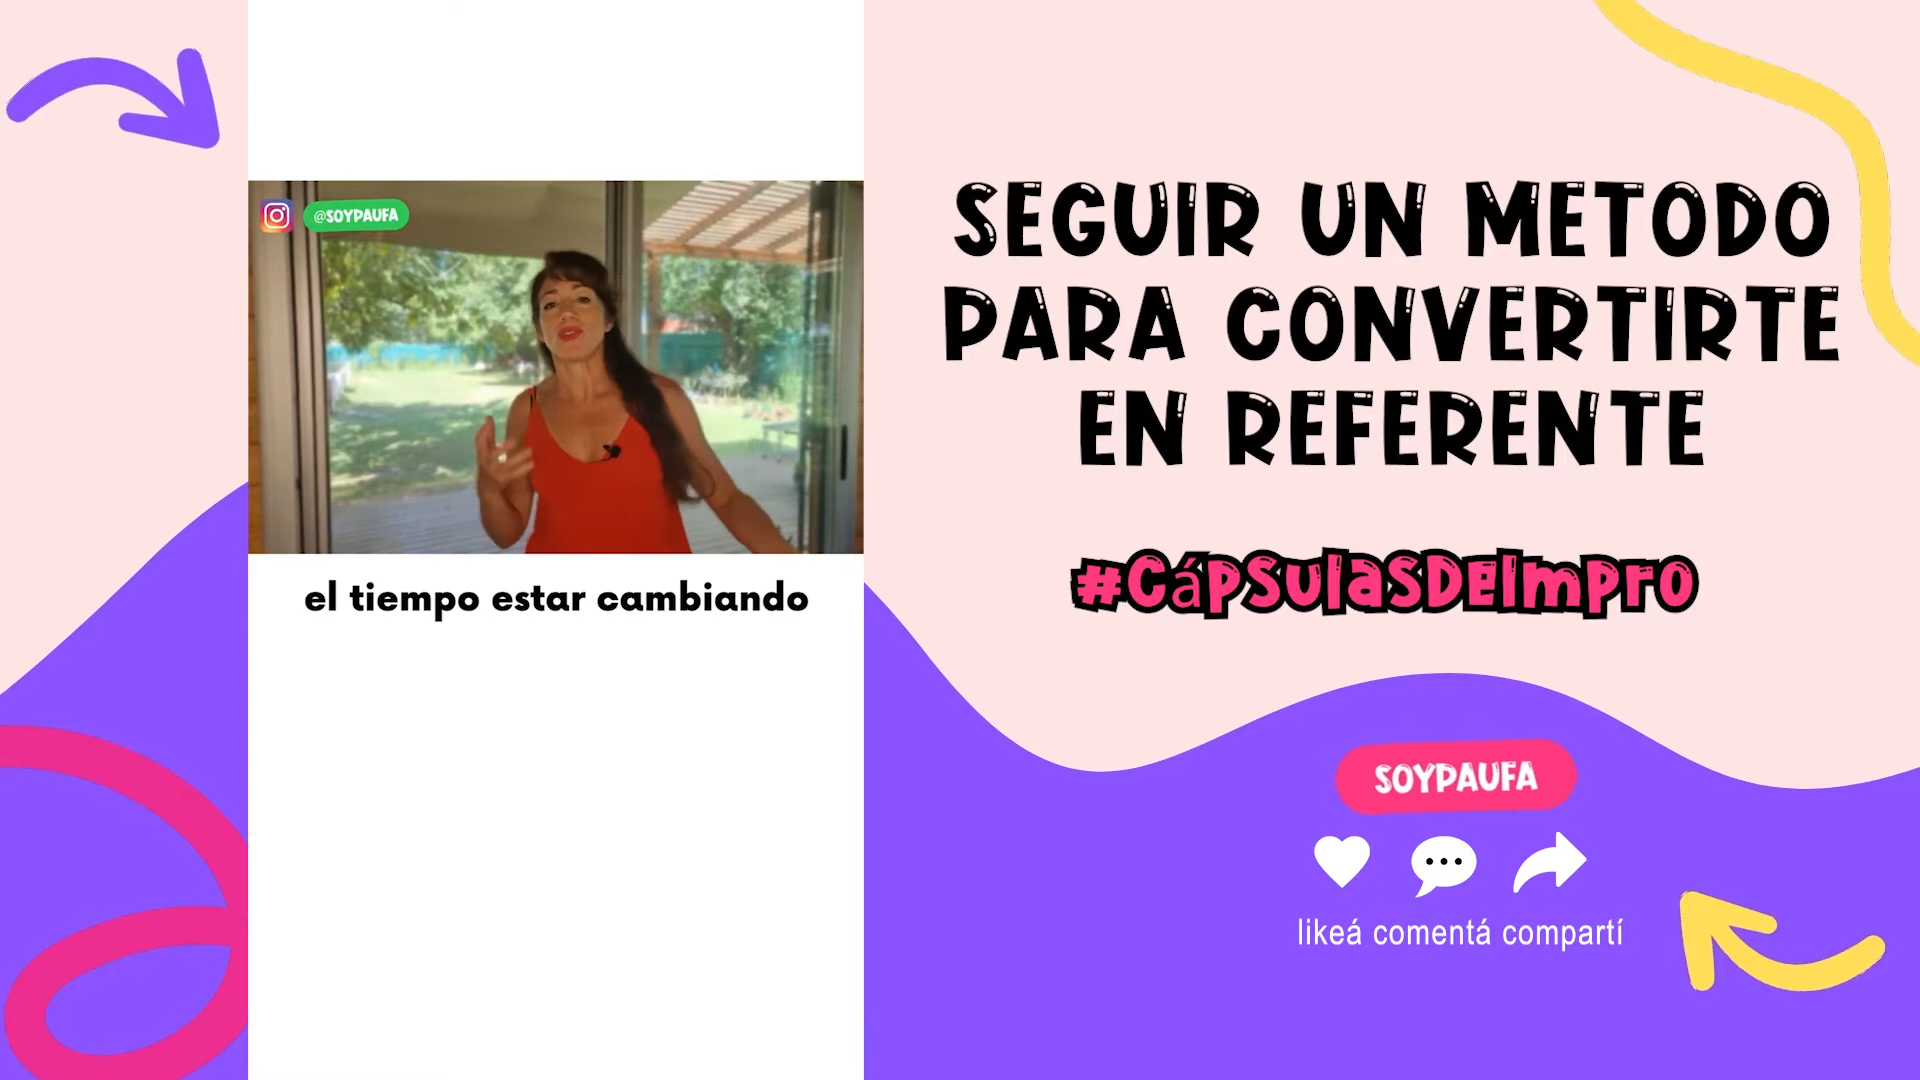 @SOYPAUFA
el tiempo estar cambiando
SEGUIR UN METODO
PARA CONVERTIRTE
EN REFERENTE
#CápsulasDeImpro
SOYPAUFA
likeá comentá compartí